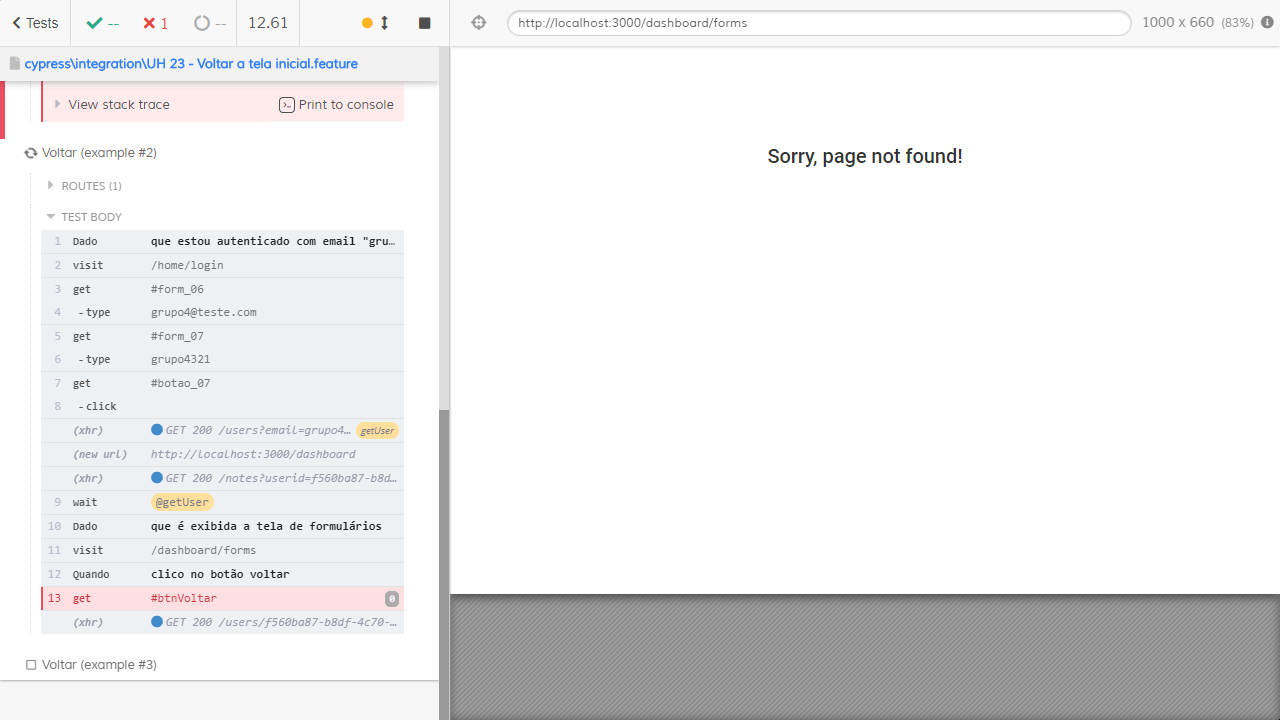 Tests
--
1
--
12.61
http://localhost:3000/dashboard/forms
1000 x 660 (83%)
cypress\integration\UH 23 - Voltar a tela inicial.feature
View stack trace
Print to console
Voltar (example #2)
ROUTES (1)
TEST BODY
1 Dado que estou autenticado com email "gru…
2 visit /home/login
3 get #form_06
4 -type grupo4@teste.com
5 get #form_07
6 -type grupo4321
7 get #botao_07
8 -click
(xhr) GET 200 /users?email=grupo4… getUser
(new url) http://localhost:3000/dashboard
(xhr) GET 200 /notes?userid=f560ba87-b8d…
9 wait @getUser
10 Dado que é exibida a tela de formulários
11 visit /dashboard/forms
12 Quando clico no botão voltar
13 get #btnVoltar 0
(xhr) GET 200 /users/f560ba87-b8df-4c70-…
Voltar (example #3)
Sorry, page not found!